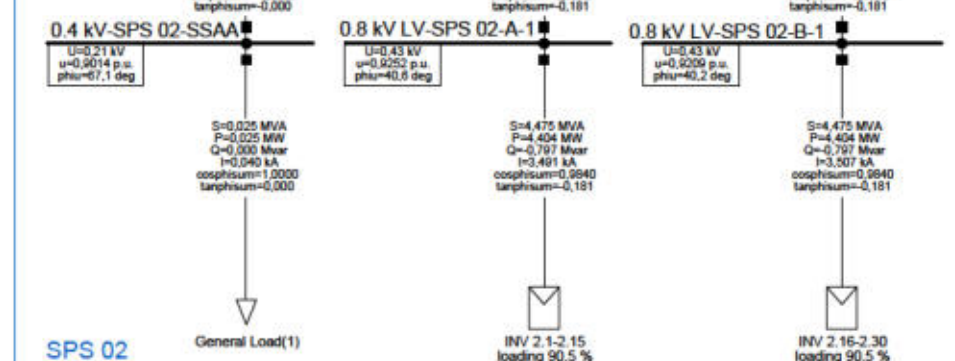 tanphisum=-0,000
tanphisum=-0,181
tanphisum=-0,181
0.4 kV-SPS 02-SSAA
0.8 kV LV-SPS 02-A-1
0.8 kV LV-SPS 02-B-1
U=0,21 kV
u=0,9014 p.u.
phiu=67,1 deg
U=0,43 kV
u=0,9252 p.u.
phiu=40,6 deg
U=0,43 kV
u=0,9209 p.u.
phiu=40,2 deg
S=0,025 MVA
P=0,025 MW
Q=0,000 Mvar
I=0,040 kA
cosphisum=1,0000
tanphisum=0,000
S=4,475 MVA
P=4,404 MW
Q=-0,797 Mvar
I=3,491 kA
cosphisum=0,9840
tanphisum=-0,181
S=4,475 MVA
P=4,404 MW
Q=-0,797 Mvar
I=3,507 kA
cosphisum=0,9840
tanphisum=-0,181
General Load(1)
INV 2.1-2.15
loading 90.5 %
INV 2.16-2.30
loading 90.5 %
SPS 02